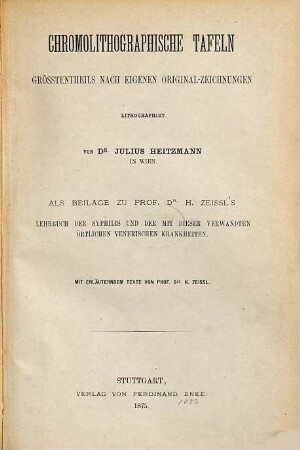 CHROMOLITHOGRAPHISCHE TAFELN
GRÖSSTENTHEILS NACH EIGENEN ORIGINAL-ZEICHNUNGEN
LITHOGRAPHIRT
VON DR. JULIUS HEITZMANN
IN WIEN.
ALS BEILAGE ZU PROF. DR. H. ZEISSL'S
LEHRBUCH DER SYPHILIS UND DER MIT DIESER VERWANDTEN
ÖRTLICHEN VENERISCHEN KRANKHEITEN.
MIT ERLÄUTERNDEM TEXTE VON PROF. DR. H. ZEISSL.
STUTTGART,
VERLAG VON FERDINAND ENKE.
1875.